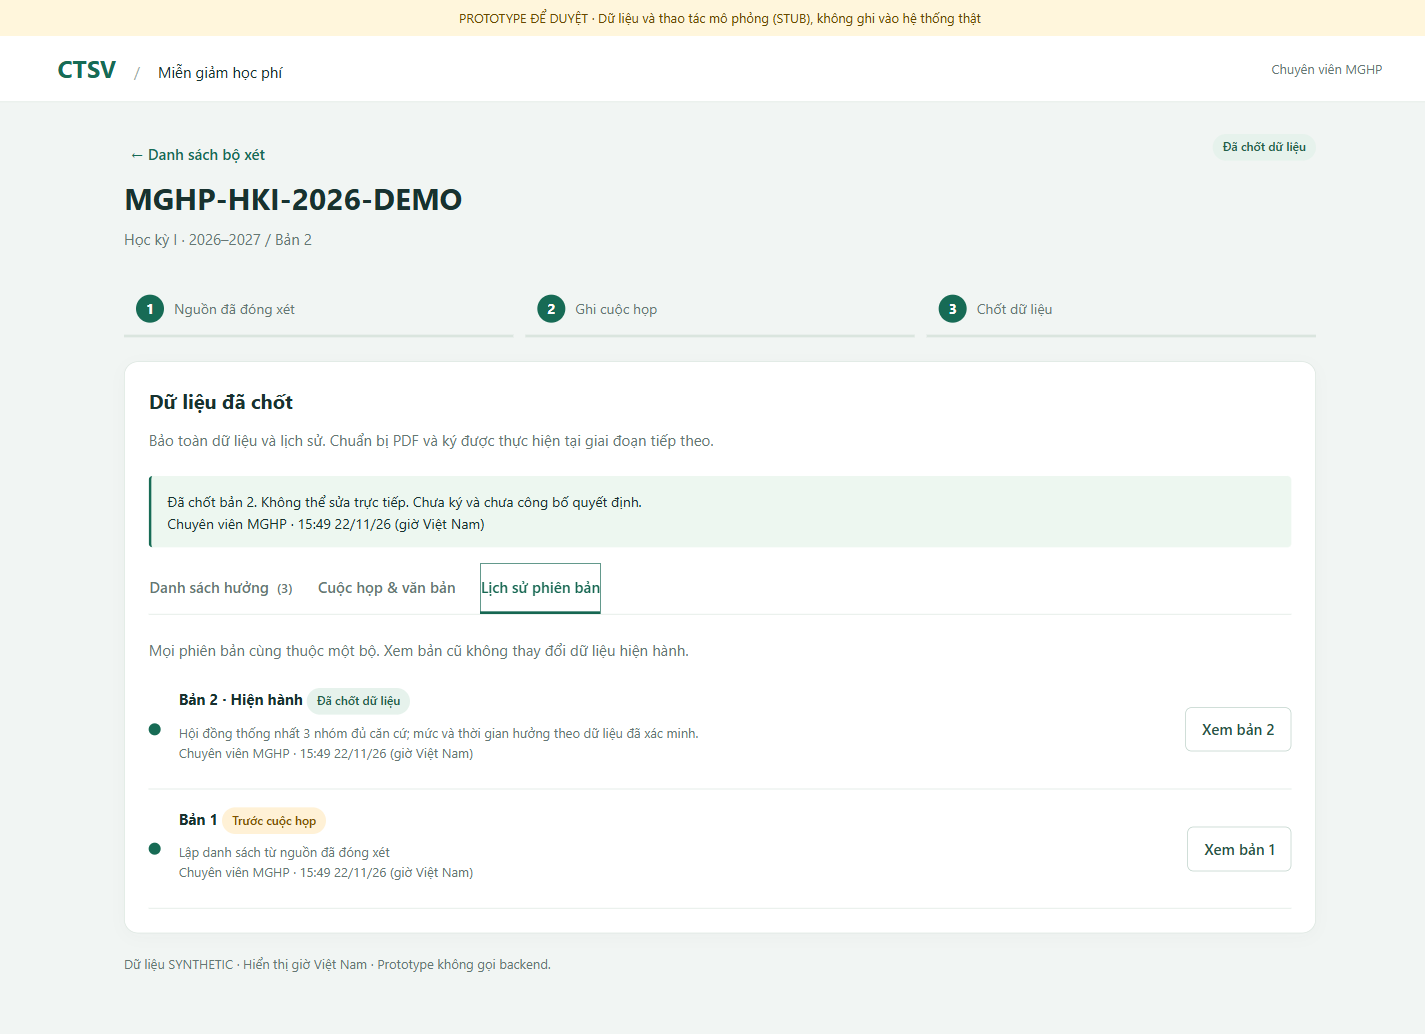 PROTOTYPE ĐỂ DUYỆT · Dữ liệu và thao tác mô phỏng (STUB), không ghi vào hệ thống thật
CTSV / Miễn giảm học phí
Chuyên viên MGHP
← Danh sách bộ xét
Đã chốt dữ liệu
MGHP-HKI-2026-DEMO
Học kỳ I · 2026–2027 / Bản 2
1 Nguồn đã đóng xét
2 Ghi cuộc họp
3 Chốt dữ liệu
Dữ liệu đã chốt
Bảo toàn dữ liệu và lịch sử. Chuẩn bị PDF và ký được thực hiện tại giai đoạn tiếp theo.
Đã chốt bản 2. Không thể sửa trực tiếp. Chưa ký và chưa công bố quyết định.
Chuyên viên MGHP · 15:49 22/11/26 (giờ Việt Nam)
Danh sách hưởng (3)
Cuộc họp & văn bản
Lịch sử phiên bản
Mọi phiên bản cùng thuộc một bộ. Xem bản cũ không thay đổi dữ liệu hiện hành.
Bản 2 · Hiện hành Đã chốt dữ liệu
Hội đồng thống nhất 3 nhóm đủ căn cứ; mức và thời gian hưởng theo dữ liệu đã xác minh.
Chuyên viên MGHP · 15:49 22/11/26 (giờ Việt Nam)
Xem bản 2
Bản 1 Trước cuộc họp
Lập danh sách từ nguồn đã đóng xét
Chuyên viên MGHP · 15:49 22/11/26 (giờ Việt Nam)
Xem bản 1
Dữ liệu SYNTHETIC · Hiển thị giờ Việt Nam · Prototype không gọi backend.